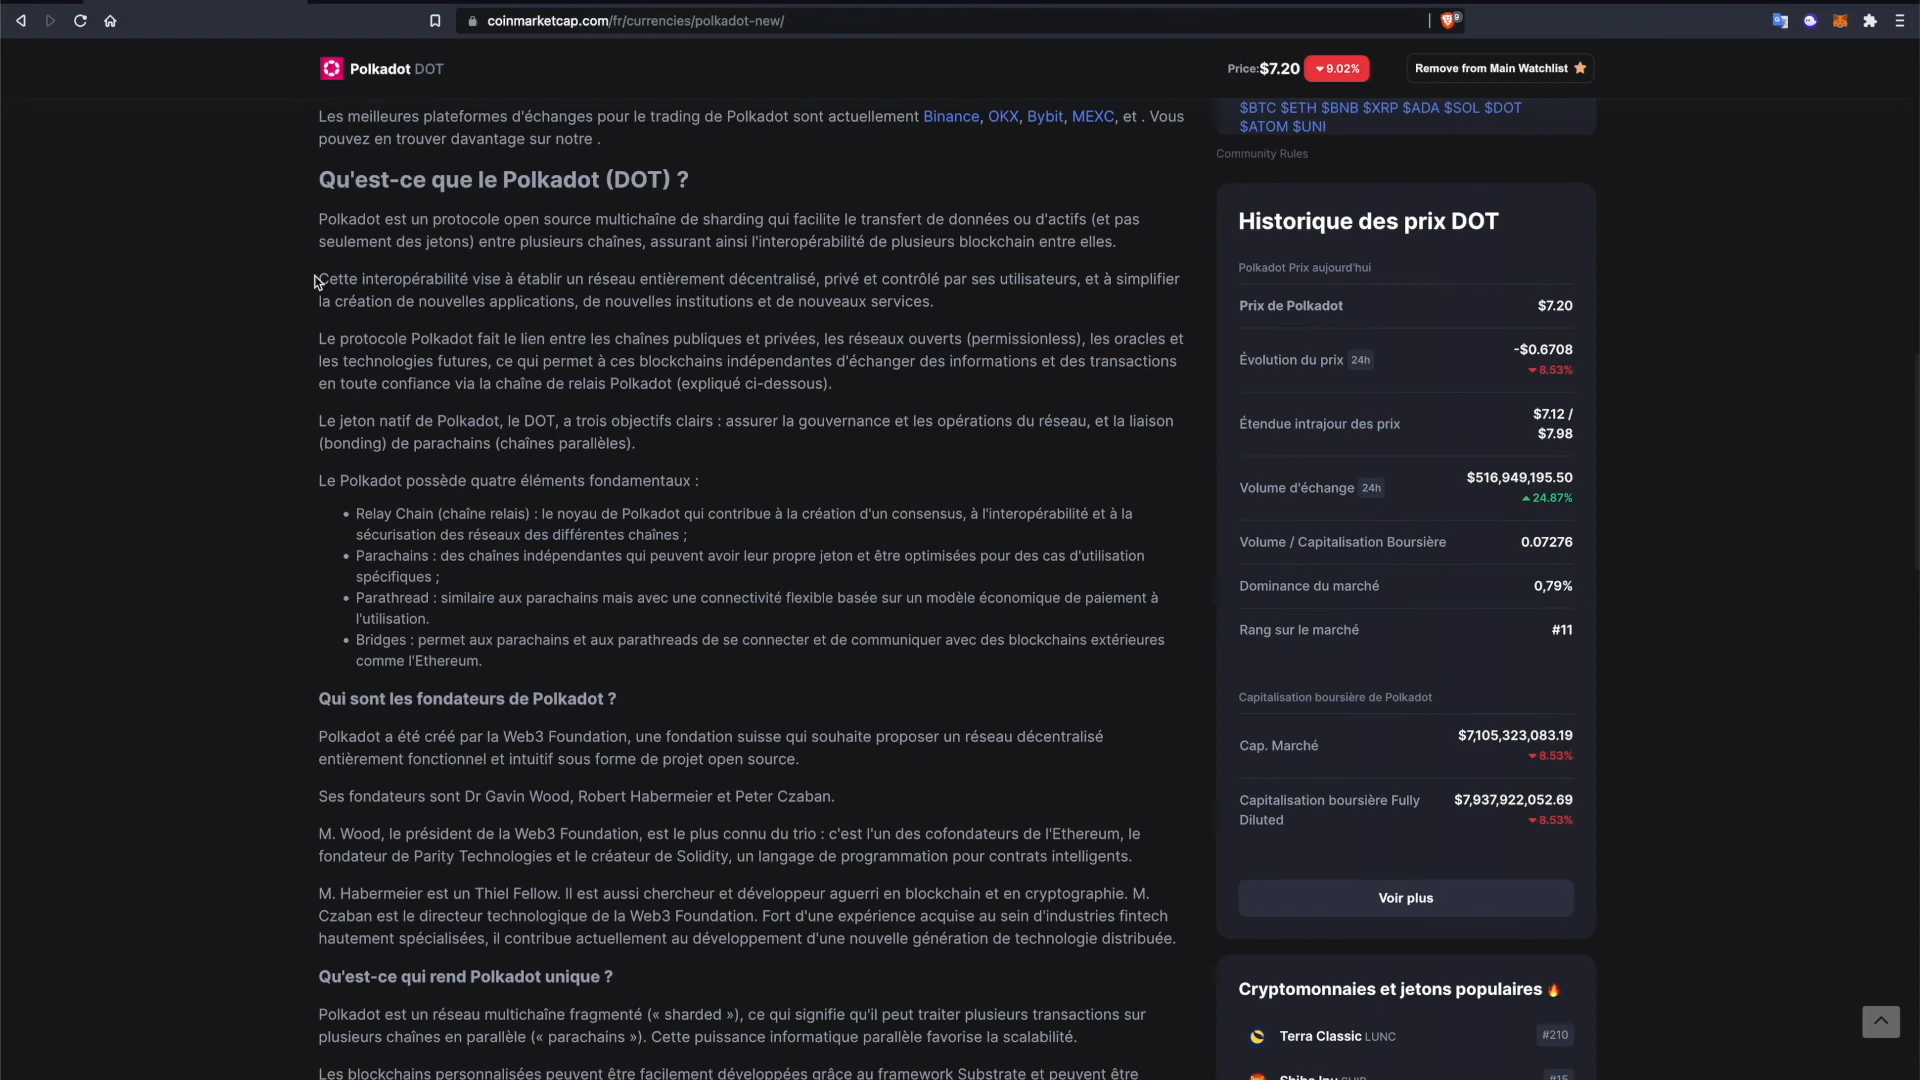 coinmarketcap.com/fr/currencies/polkadot-new/
9
Polkadot DOT
Price:$7.20 9.02%
Remove from Main Watchlist
Les meilleures plateformes d'échanges pour le trading de Polkadot sont actuellement Binance, OKX, Bybit, MEXC, et . Vous
pouvez en trouver davantage sur notre .
Qu'est-ce que le Polkadot (DOT) ?
Polkadot est un protocole open source multichaîne de sharding qui facilite le transfert de données ou d'actifs (et pas
seulement des jetons) entre plusieurs chaînes, assurant ainsi l'interopérabilité de plusieurs blockchain entre elles.
Cette interopérabilité vise à établir un réseau entièrement décentralisé, privé et contrôlé par ses utilisateurs, et à simplifier
la création de nouvelles applications, de nouvelles institutions et de nouveaux services.
Le protocole Polkadot fait le lien entre les chaînes publiques et privées, les réseaux ouverts (permissionless), les oracles et
les technologies futures, ce qui permet à ces blockchains indépendantes d'échanger des informations et des transactions
en toute confiance via la chaîne de relais Polkadot (expliqué ci-dessous).
Le jeton natif de Polkadot, le DOT, a trois objectifs clairs : assurer la gouvernance et les opérations du réseau, et la liaison
(bonding) de parachains (chaînes parallèles).
Le Polkadot possède quatre éléments fondamentaux :
• Relay Chain (chaîne relais) : le noyau de Polkadot qui contribue à la création d'un consensus, à l'interopérabilité et à la
sécurisation des réseaux des différentes chaînes ;
• Parachains : des chaînes indépendantes qui peuvent avoir leur propre jeton et être optimisées pour des cas d'utilisation
spécifiques ;
• Parathread : similaire aux parachains mais avec une connectivité flexible basée sur un modèle économique de paiement à
l'utilisation.
• Bridges : permet aux parachains et aux parathreads de se connecter et de communiquer avec des blockchains extérieures
comme l'Ethereum.
Qui sont les fondateurs de Polkadot ?
Polkadot a été créé par la Web3 Foundation, une fondation suisse qui souhaite proposer un réseau décentralisé
entièrement fonctionnel et intuitif sous forme de projet open source.
Ses fondateurs sont Dr Gavin Wood, Robert Habermeier et Peter Czaban.
M. Wood, le président de la Web3 Foundation, est le plus connu du trio : c'est l'un des cofondateurs de l'Ethereum, le
fondateur de Parity Technologies et le créateur de Solidity, un langage de programmation pour contrats intelligents.
M. Habermeier est un Thiel Fellow. Il est aussi chercheur et développeur aguerri en blockchain et en cryptographie. M.
Czaban est le directeur technologique de la Web3 Foundation. Fort d'une expérience acquise au sein d'industries fintech
hautement spécialisées, il contribue actuellement au développement d'une nouvelle génération de technologie distribuée.
Qu'est-ce qui rend Polkadot unique ?
Polkadot est un réseau multichaîne fragmenté (« sharded »), ce qui signifie qu'il peut traiter plusieurs transactions sur
plusieurs chaînes en parallèle (« parachains »). Cette puissance informatique parallèle favorise la scalabilité.
Les blockchains personnalisées peuvent être facilement développées grâce au framework Substrate et peuvent être
$BTC $ETH $BNB $XRP $ADA $SOL $DOT
$ATOM $UNI
Community Rules
Historique des prix DOT
Polkadot Prix aujourd'hui
Prix de Polkadot $7.20
Évolution du prix 24h -$0.6708
8.53%
Étendue intrajour des prix $7.12 /
$7.98
Volume d'échange 24h $516,949,195.50
24.87%
Volume / Capitalisation Boursière 0.07276
Dominance du marché 0,79%
Rang sur le marché #11
Capitalisation boursière de Polkadot
Cap. Marché $7,105,323,083.19
8.53%
Capitalisation boursière Fully $7,937,922,052.69
Diluted 8.53%
Voir plus
Cryptomonnaies et jetons populaires
Terra Classic LUNC #210
Shiba Inu SHIB #15